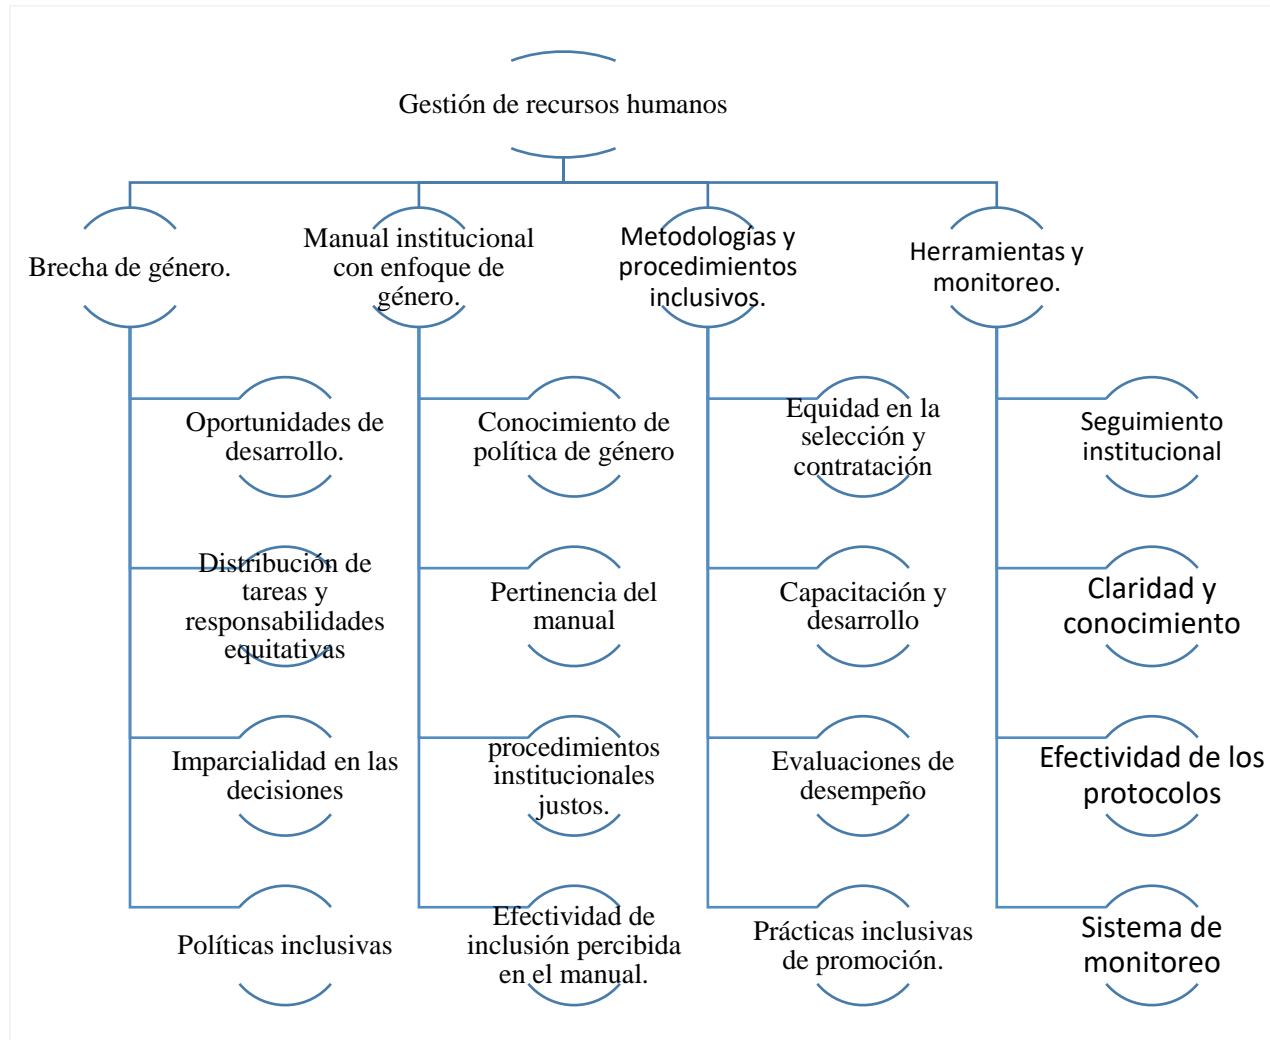 Gestión de recursos humanos
Brecha de género.
Oportunidades de
desarrollo.
Distribución de
tareas y
responsabilidades
equitativas
Imparcialidad en las
decisiones
Políticas inclusivas
Manual institucional
con enfoque de
género.
Conocimiento de
política de género
Pertinencia del
manual
procedimientos
institucionales
justos.
Efectividad de
inclusión percibida
en el manual.
Metodologías y
procedimientos
inclusivos.
Equidad en la
selección y
contratación
Capacitación y
desarrollo
Evaluaciones de
desempeño
Prácticas inclusivas
de promoción.
Herramientas y
monitoreo.
Seguimiento
institucional
Claridad y
conocimiento
Efectividad de los
protocolos
Sistema de
monitoreo